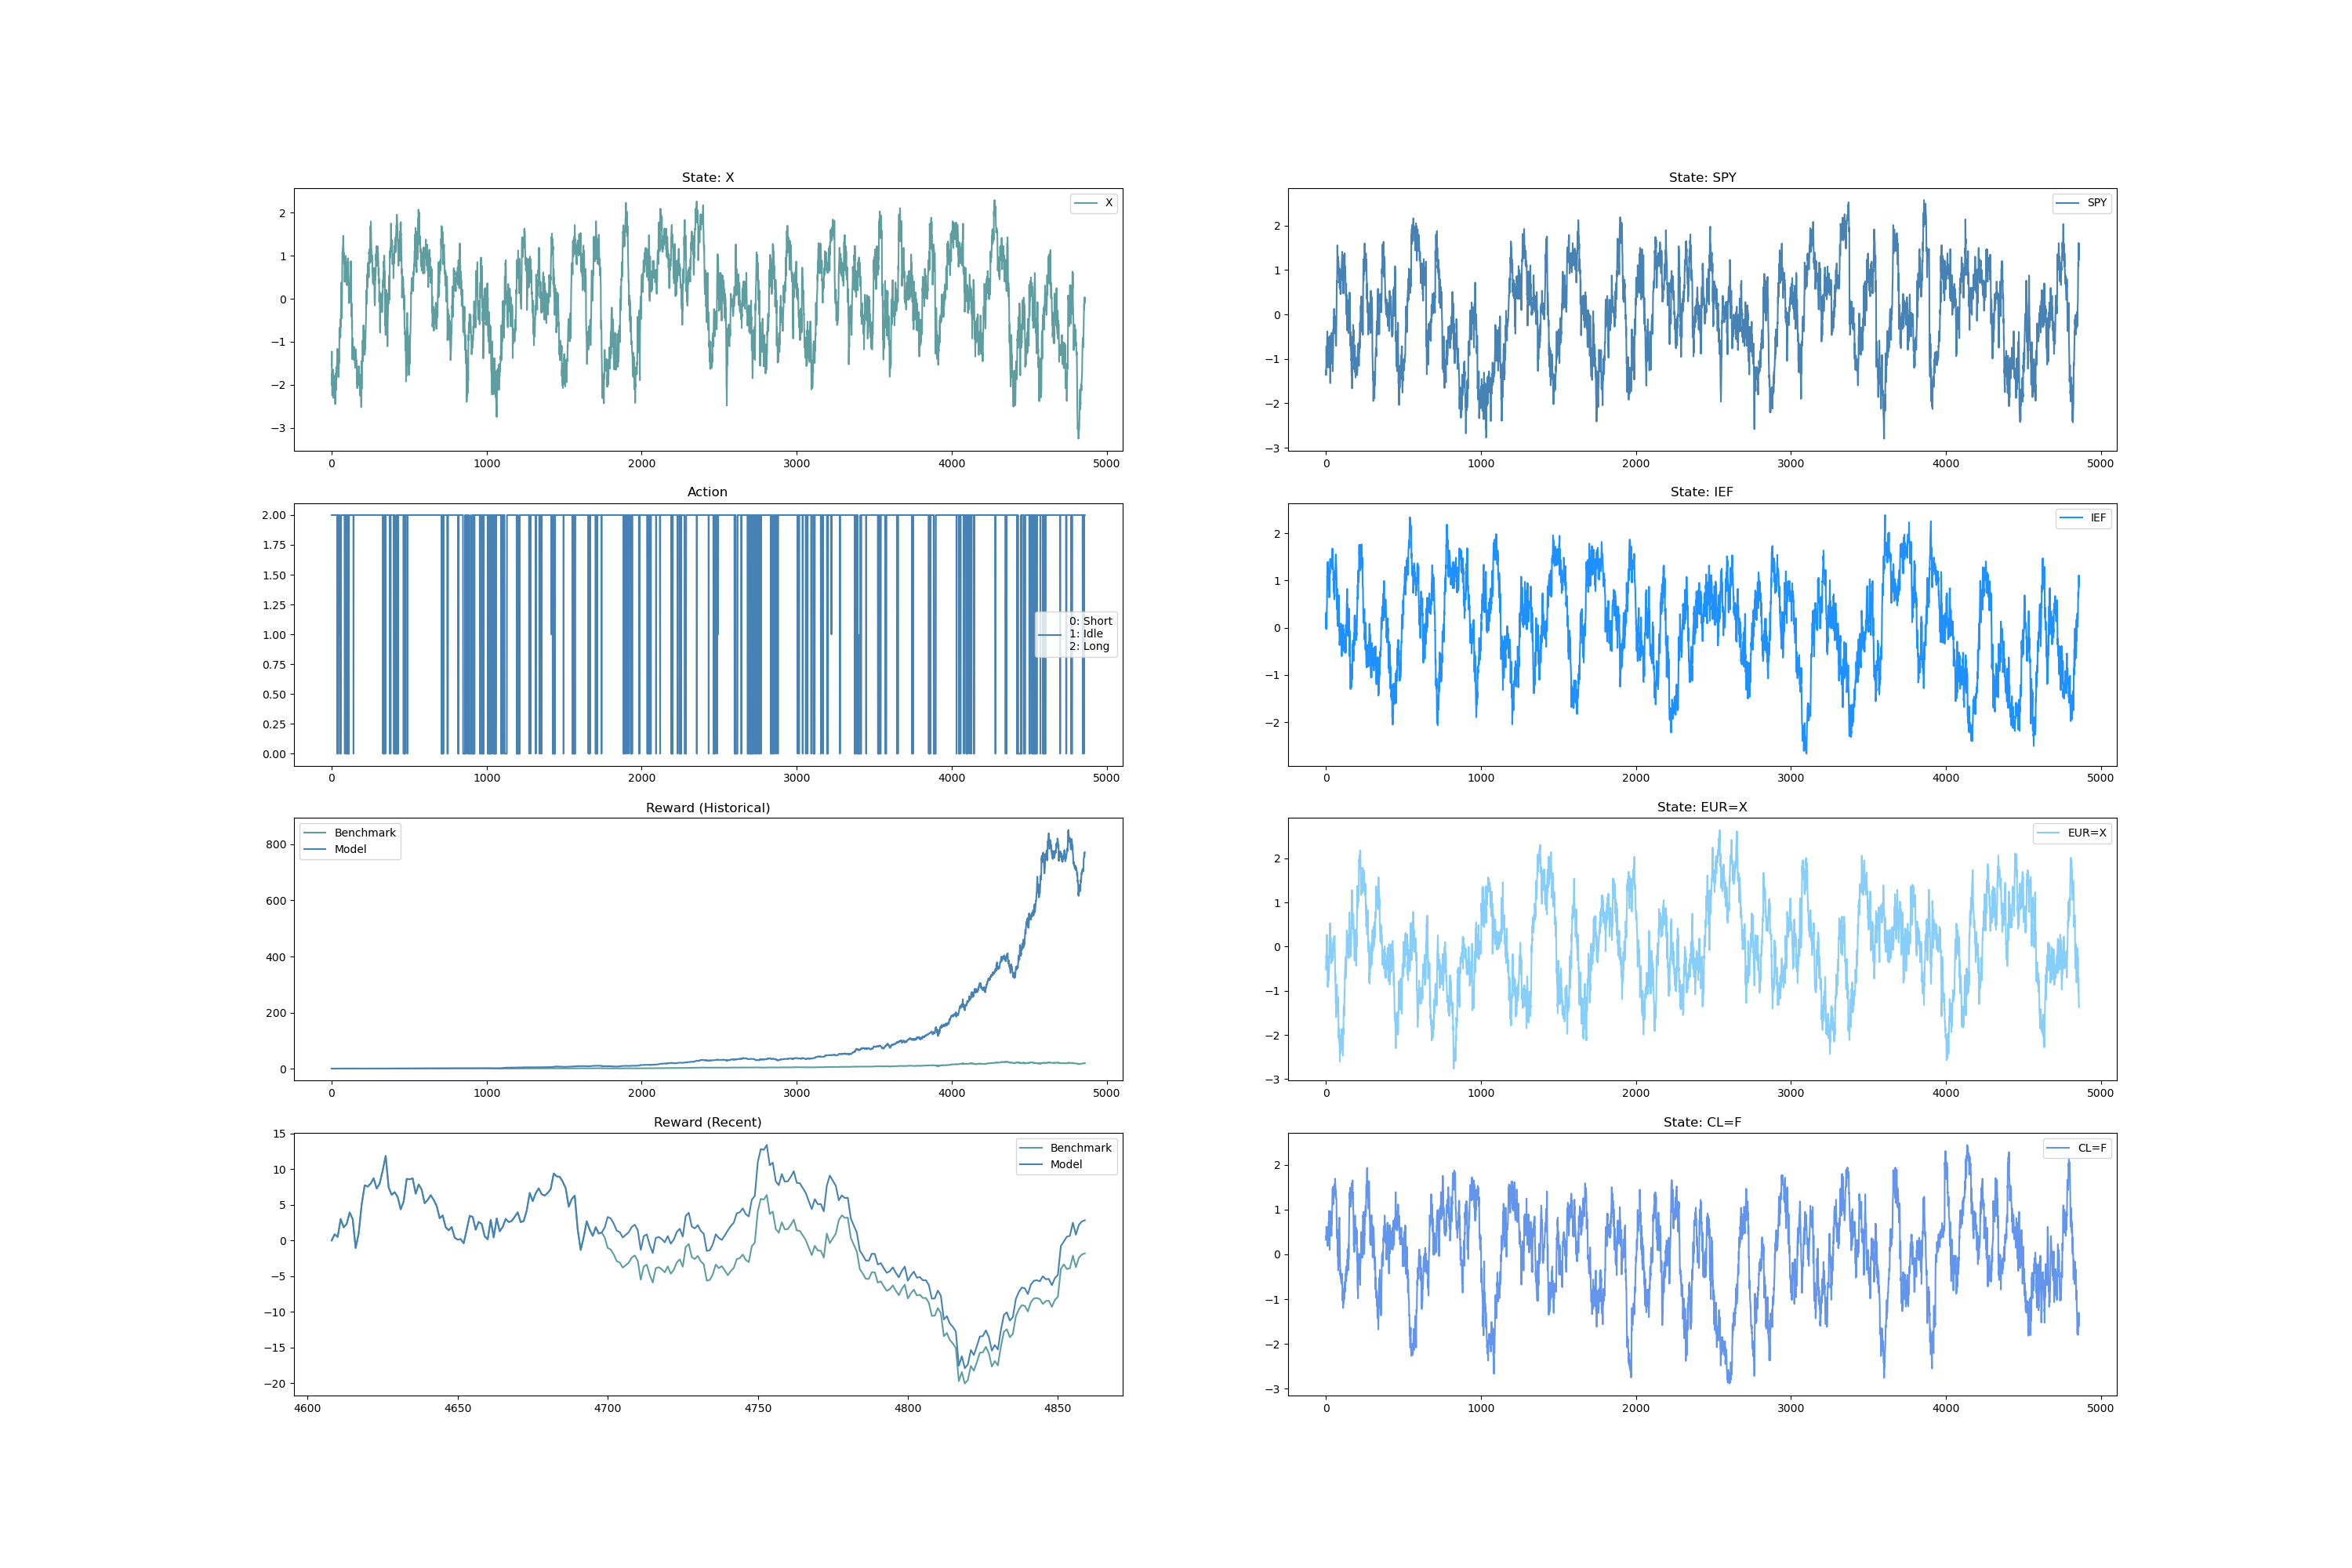 State: X
X
2
1
0
−1
−2
−3
0 1000 2000 3000 4000 5000
State: SPY
SPY
2
1
0
−1
−2
−3
0 1000 2000 3000 4000 5000
Action
2.00
1.75
1.50
1.25
1.00
0.75
0.50
0.25
0.00
0: Short
1: Idle
2: Long
0 1000 2000 3000 4000 5000
State: IEF
IEF
2
1
0
−1
−2
0 1000 2000 3000 4000 5000
Reward (Historical)
Benchmark
Model
800
600
400
200
0
0 1000 2000 3000 4000 5000
State: EUR=X
EUR=X
2
1
0
−1
−2
−3
0 1000 2000 3000 4000 5000
Reward (Recent)
Benchmark
Model
15
10
5
0
−5
−10
−15
−20
4600 4650 4700 4750 4800 4850
State: CL=F
CL=F
2
1
0
−1
−2
−3
0 1000 2000 3000 4000 5000